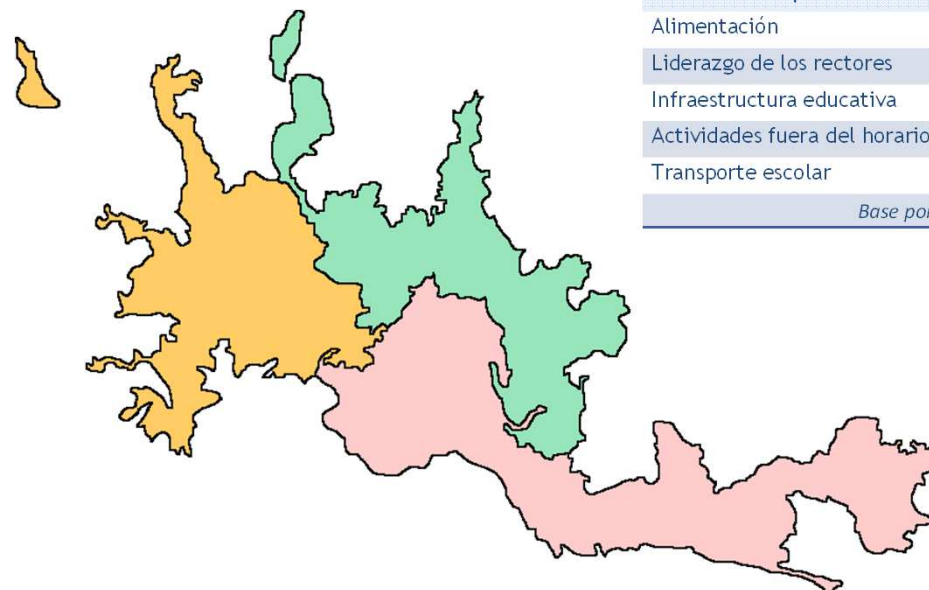 Alimentación
Liderazgo de los rectores
Infraestructura educativa
Actividades fuera del horario
Transporte escolar
Base por